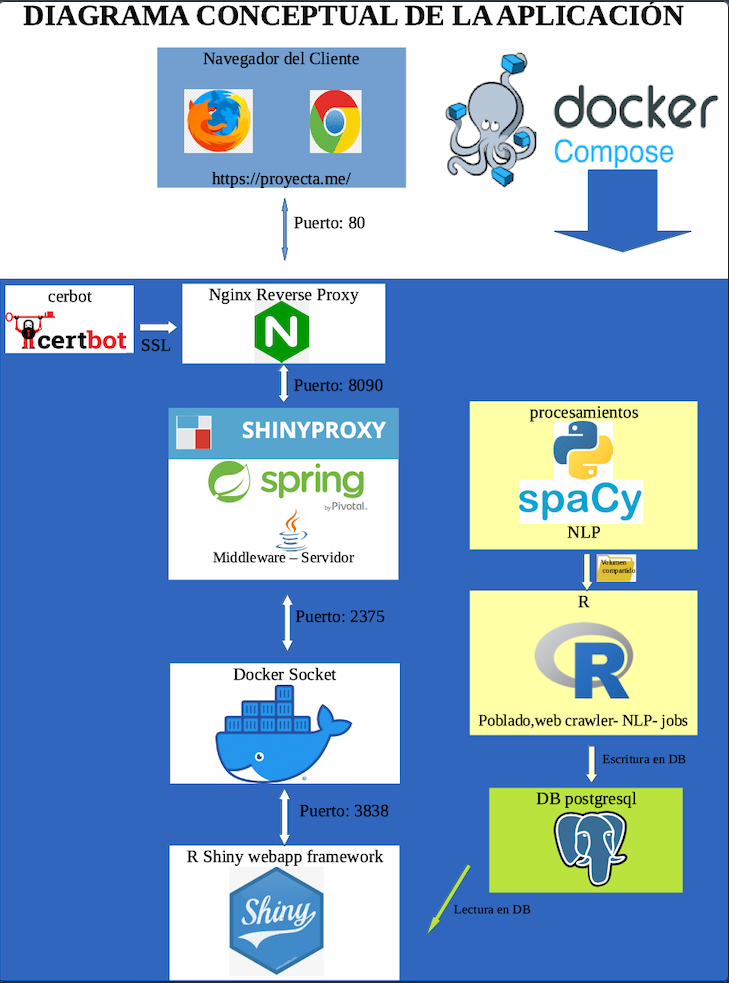 DIAGRAMA CONCEPTUAL DE LA APLICACIÓN
Navegador del Cliente
https://proyecta.me/
docker
Compose
Puerto: 80
cerbot
certbot
SSL
Nginx Reverse Proxy
N
Puerto: 8090
SHINYPROXY
spring
by Pivotal.
Middleware – Servidor
Puerto: 2375
Docker Socket
Puerto: 3838
R Shiny webapp framework
Shiny
procesamientos
spaCy
NLP
Volumen
compartido
R
R
Poblado,web crawler- NLP- jobs
Escritura en DB
DB postgresql
Lectura en DB